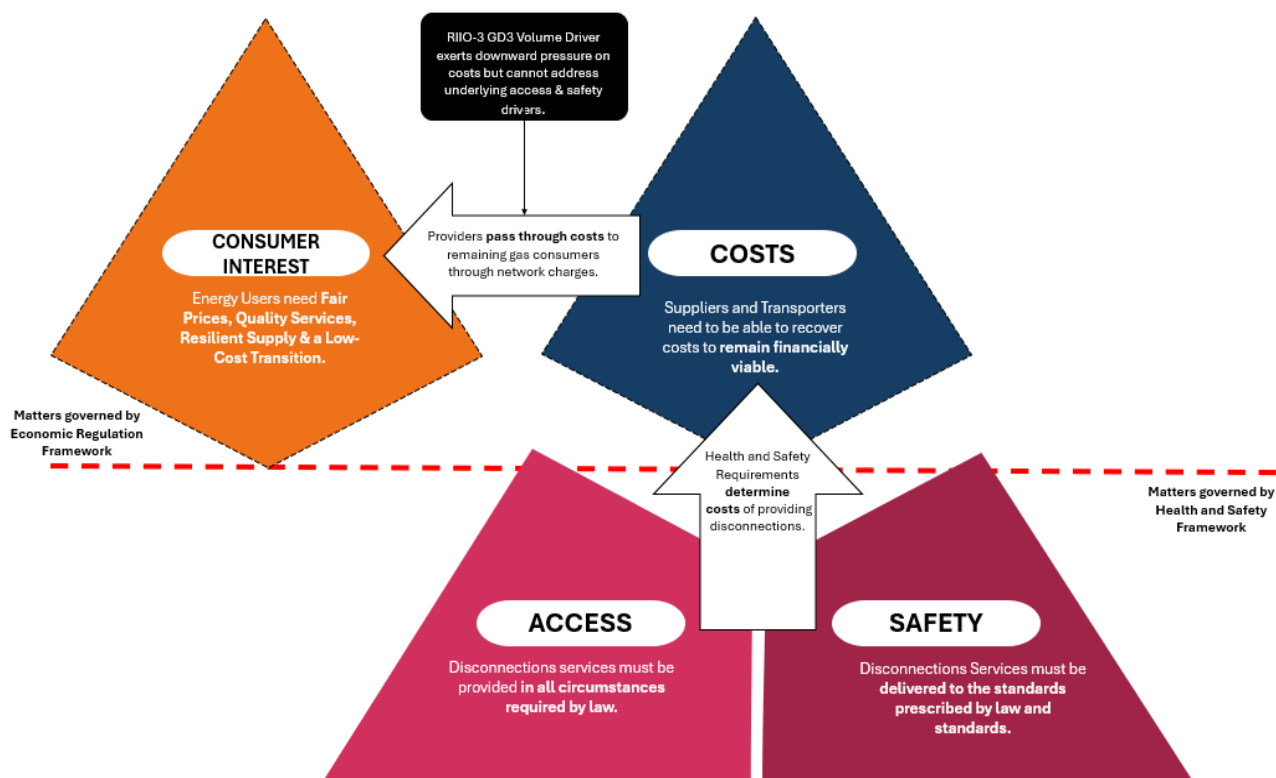 RIIO-3 GD3 Volume Driver
exerts downward pressure on
costs but cannot address
underlying access & safety
drivers.
Providers pass through costs to
remaining gas consumers
through network charges.
CONSUMER
INTEREST
Energy Users need Fair
Prices, Quality Services,
Resilient Supply & a Low-
Cost Transition.
COSTS
Suppliers and Transporters
need to be able to recover
costs to remain financially
viable.
Matters governed by
Economic Regulation
Framework
Health and Safety
Requirements
determine
costs of providing
disconnections.
Matters governed by
Health and Safety
Framework
ACCESS
Disconnections services must be
provided in all circumstances
required by law.
SAFETY
Disconnections Services must be
delivered to the standards
prescribed by law and
standards.